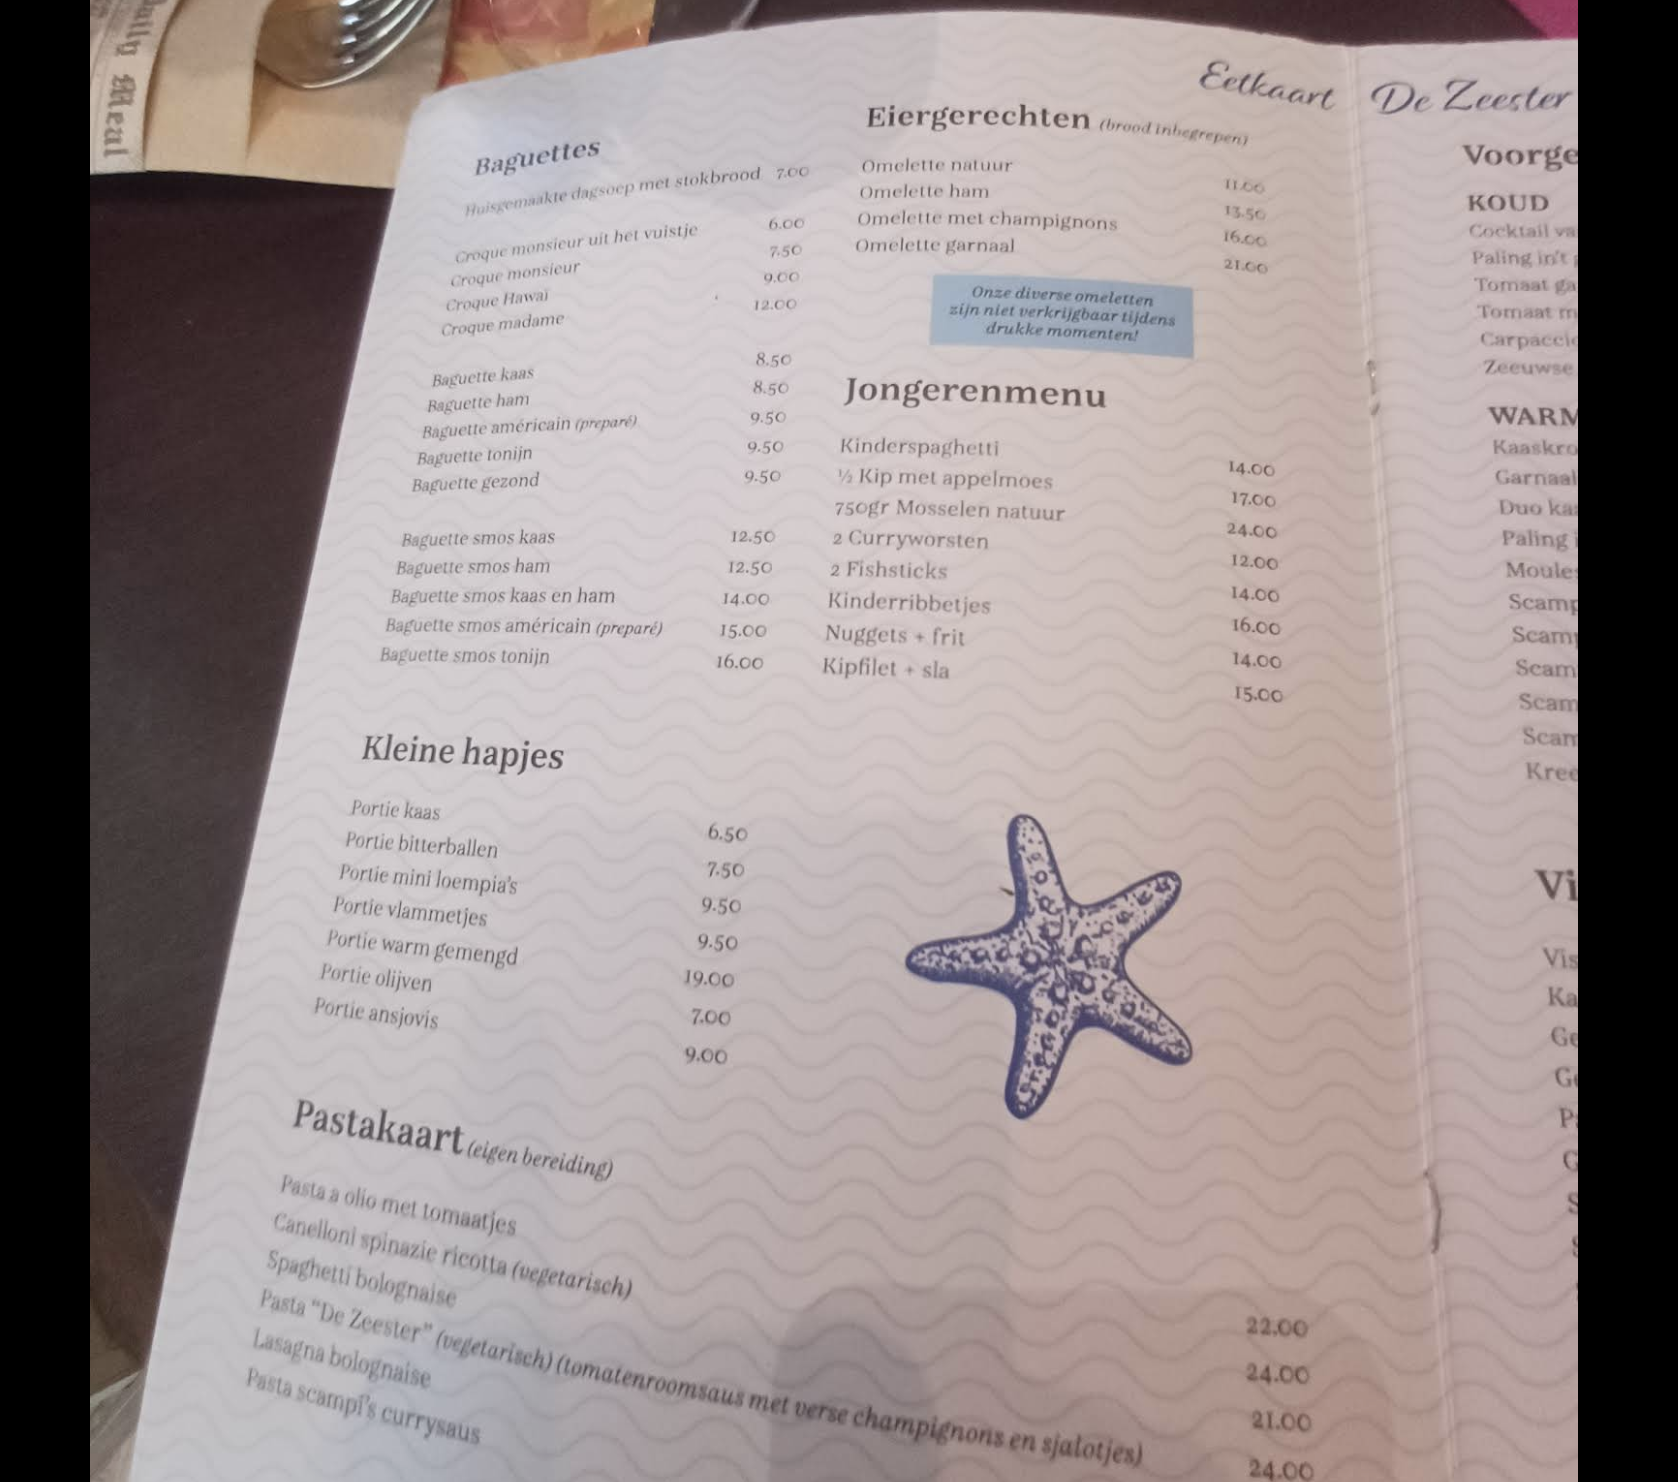 Daily Meal
Eetkaart De Zeester
Baguettes
Huisgemaakte dagsoep met stokbrood 7.00
Croque monsieur uit het vuistje 6.00
Croque monsieur 7.50
Croque Hawaï 9.00
Croque madame 12.00
Baguette kaas 8.50
Baguette ham 8.50
Baguette américain (preparé) 9.50
Baguette tonijn 9.50
Baguette gezond 9.50
Baguette smos kaas 12.50
Baguette smos ham 12.50
Baguette smos kaas en ham 14.00
Baguette smos américain (preparé) 15.00
Baguette smos tonijn 16.00
Kleine hapjes
Portie kaas 6.50
Portie bitterballen 7.50
Portie mini loempia's 9.50
Portie vlammetjes 9.50
Portie warm gemengd 19.00
Portie olijven 7.00
Portie ansjovis 9.00
Eiergerechten (brood inbegrepen)
Omelette natuur 11.00
Omelette ham 13.50
Omelette met champignons 16.00
Omelette garnaal 21.00
Onze diverse omeletten
zijn niet verkrijgbaar tijdens
drukke momenten!
Jongerenmenu
Kinderspaghetti 14.00
½ Kip met appelmoes 17.00
750gr Mosselen natuur 24.00
2 Curryworsten 12.00
2 Fishsticks 14.00
Kinderribbetjes 16.00
Nuggets + frit 14.00
Kipfilet + sla 15.00
Pastakaart (eigen bereiding)
Pasta a olio met tomaatjes 22.00
Canelloni spinazie ricotta (vegetarisch) 24.00
Spaghetti bolognaise 21.00
Pasta "De Zeester" (vegetarisch) (tomatenroomsaus met verse champignons en sjalotjes) 24.00
Lasagna bolognaise
Pasta scampi's currysaus
Voorge
KOUD
Cocktail va
Paling in't
Tomaat ga
Tomaat m
Carpacci
Zeeuwse
WARM
Kaaskro
Garnaal
Duo kaa
Paling
Moules
Scamp
Scam
Scam
Scam
Scam
Kree
Vi
Vis
Ka
Ge